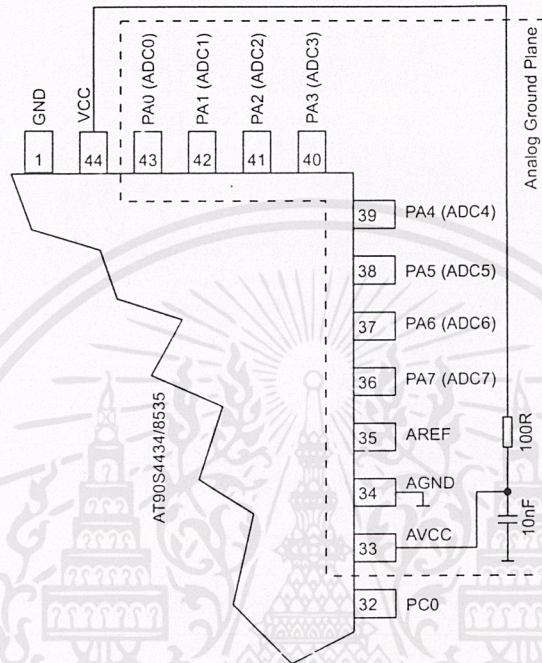 GND
VCC
PA0 (ADC0)
PA1 (ADC1)
PA2 (ADC2)
PA3 (ADC3)
Analog Ground Plane
1
44
43
42
41
40
39
PA4 (ADC4)
38
PA5 (ADC5)
37
PA6 (ADC6)
36
PA7 (ADC7)
35
AREF
34
AGND
33
AVCC
32
PC0
AT90S4434/8535
100R
10nF